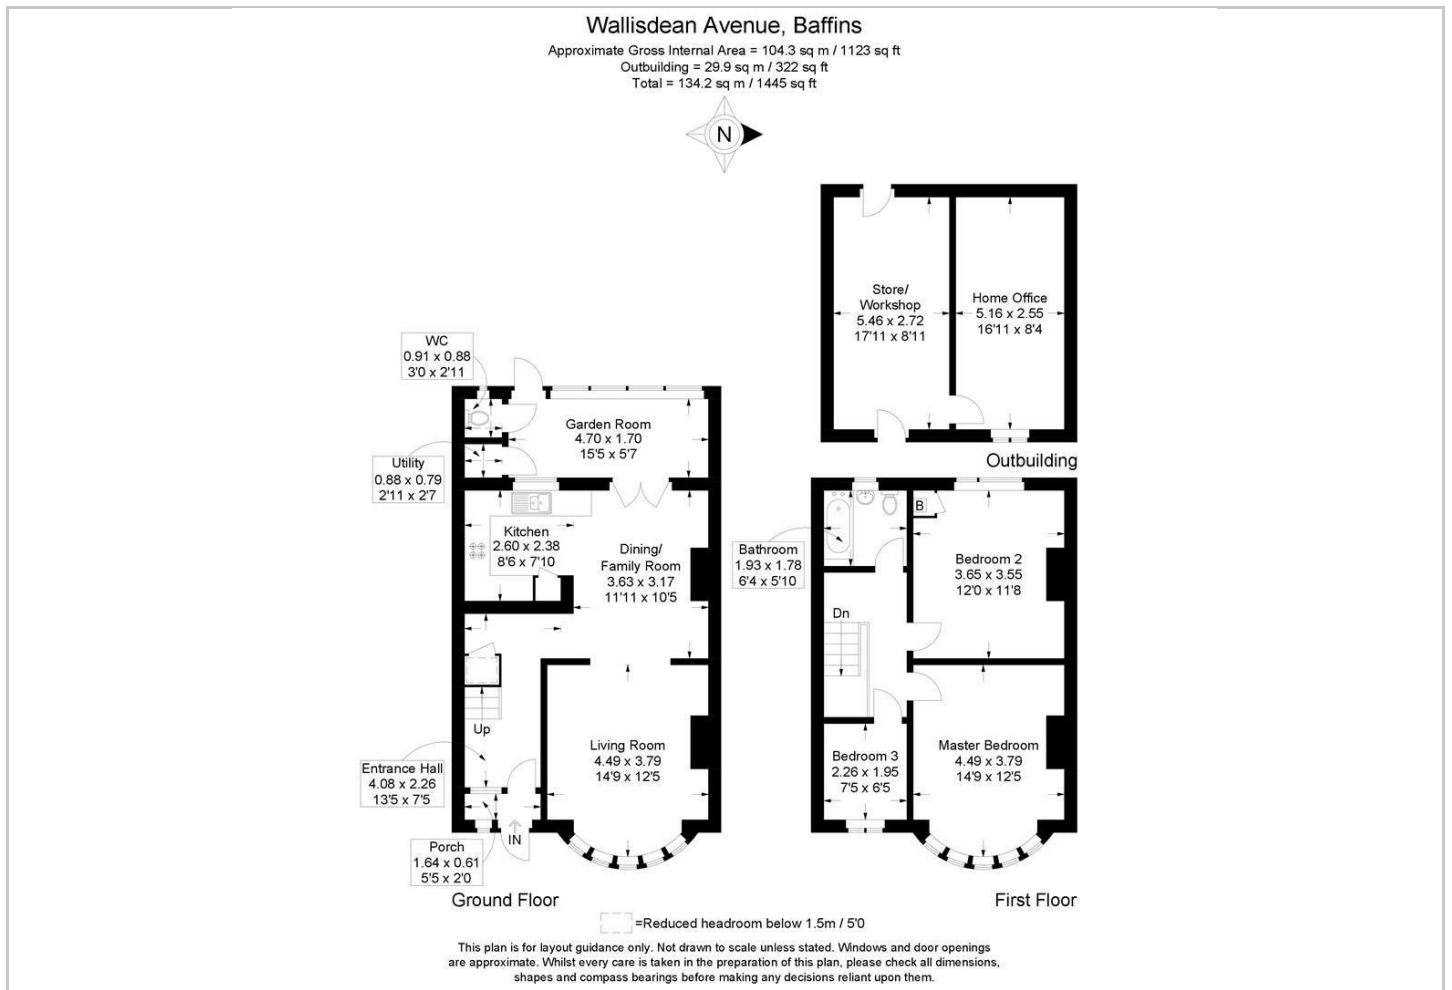 Wallisdean Avenue, Baffins
Approximate Gross Internal Area = 104.3 sq m / 1123 sq ft
Outbuilding = 29.9 sq m / 322 sq ft
Total = 134.2 sq m / 1445 sq ft
N
Store/
Workshop
5.46 x 2.72
17'11 x 8'11
Home Office
5.16 x 2.55
16'11 x 8'4
Outbuilding
WC
0.91 x 0.88
3'0 x 2'11
Garden Room
4.70 x 1.70
15'5 x 5'7
Utility
0.88 x 0.79
2'11 x 2'7
Kitchen
2.60 x 2.38
8'6 x 7'10
Dining/
Family Room
3.63 x 3.17
11'11 x 10'5
Up
Living Room
4.49 x 3.79
14'9 x 12'5
Entrance Hall
4.08 x 2.26
13'5 x 7'5
IN
Porch
1.64 x 0.61
5'5 x 2'0
Ground Floor
B
Bathroom
1.93 x 1.78
6'4 x 5'10
Bedroom 2
3.65 x 3.55
12'0 x 11'8
Dn
Bedroom 3
2.26 x 1.95
7'5 x 6'5
Master Bedroom
4.49 x 3.79
14'9 x 12'5
First Floor
=Reduced headroom below 1.5m / 5'0
This plan is for layout guidance only. Not drawn to scale unless stated. Windows and door openings
are approximate. Whilst every care is taken in the preparation of this plan, please check all dimensions,
shapes and compass bearings before making any decisions reliant upon them.